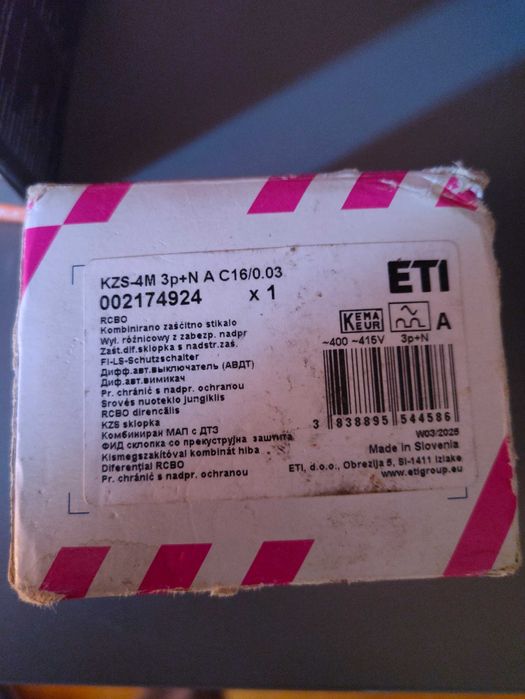 KZS-4M 3p+N A C16/0.03
ETI
002174924 x 1
RCBO
Kombinirano zaščitno stikalo
Wył. różnicowy z zabezp. nadpr
Zašt.dif.sklopka s nadstr.zaš.
FI-LS-Schutzschalter
Дифф.авт.выключатель (АВДТ)
Диф.авт.вимикач
Pr. chránič s nadpr. ochranou
Srovės nuotėkio jungiklis
RCBO direncālis
KZS sklopka
Комбиниран МАП с ДТЗ
ФИД склопка со прекуструјна заштита
Kismegszakítóval kombinát hiba
Diferențial RCBO
Pr. chránič s nadpr. ochranou
KEMA
KEUR
A
~400 ~415V 3p+N
3 838895 544586
W03/2025
Made in Slovenia
ETI, d.o.o., Obrezija 5, SI-1411 Izlake
www.etigroup.eu